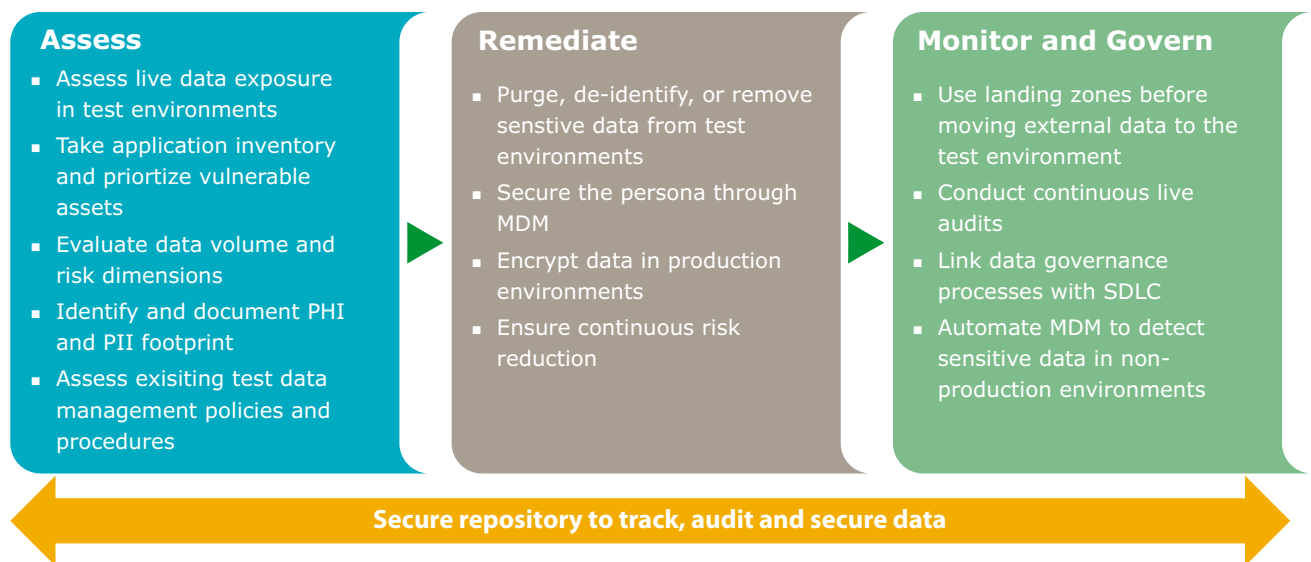 Assess
▪ Assess live data exposure
in test environments
▪ Take application inventory
and priortize vulnerable
assets
▪ Evaluate data volume and
risk dimensions
▪ Identify and document PHI
and PII footprint
▪ Assess exisiting test data
management policies and
procedures
Remediate
▪ Purge, de-identify, or remove
senstive data from test
environments
▪ Secure the persona through
MDM
▪ Encrypt data in production
environments
▪ Ensure continuous risk
reduction
Monitor and Govern
▪ Use landing zones before
moving external data to the
test environment
▪ Conduct continuous live
audits
▪ Link data governance
processes with SDLC
▪ Automate MDM to detect
sensitive data in non-
production environments
Secure repository to track, audit and secure data